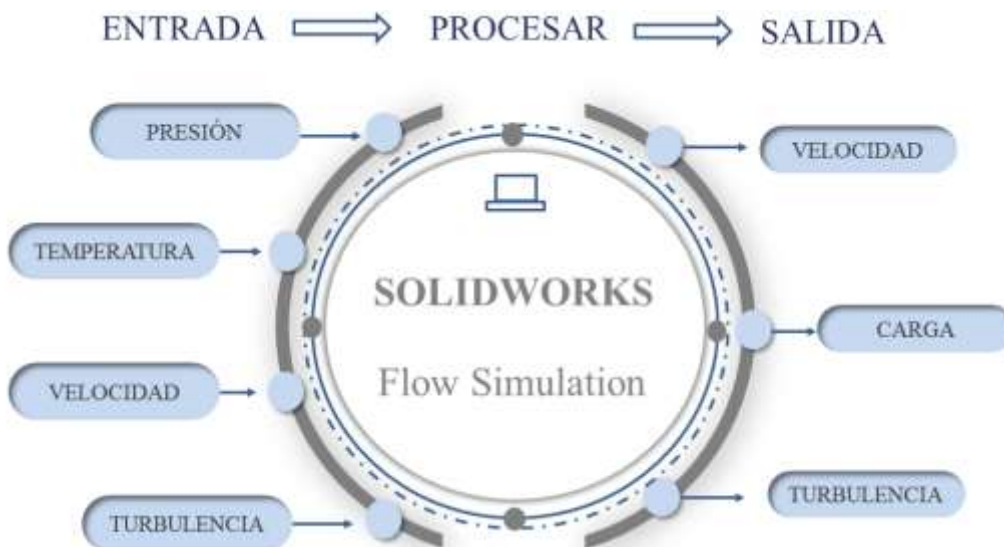 ENTRADA PROCESAR SALIDA
PRESIÓN
VELOCIDAD
TEMPERATURA
SOLIDWORKS
CARGA
Flow Simulation
VELOCIDAD
TURBULENCIA
TURBULENCIA